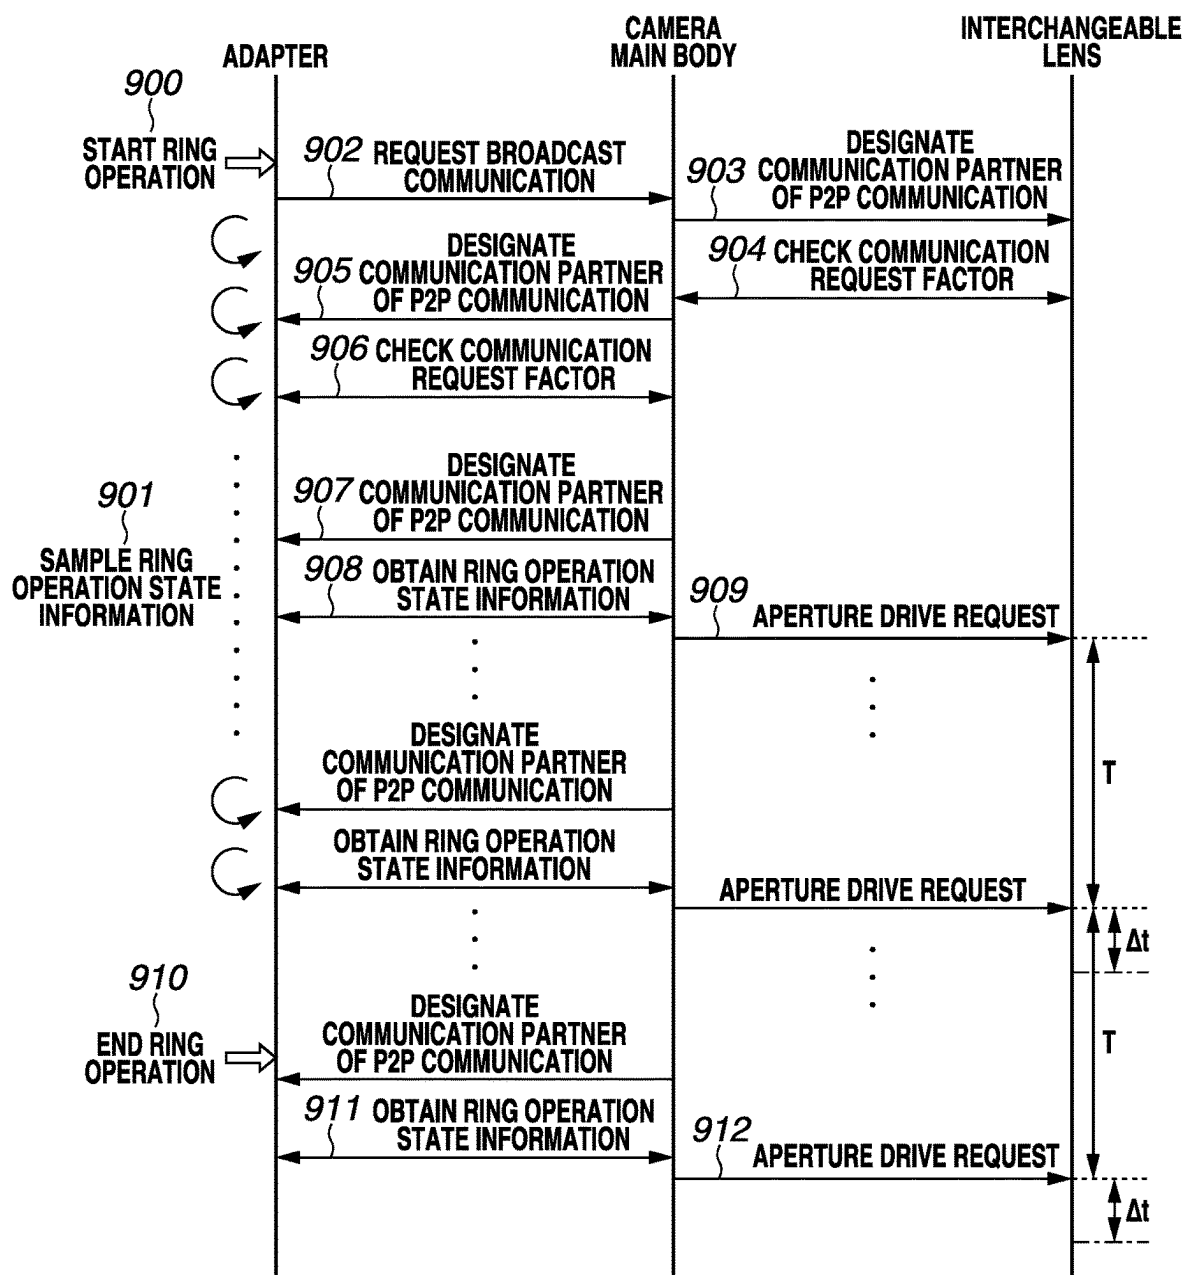 ADAPTER
CAMERA
MAIN BODY
INTERCHANGEABLE
LENS
900
START RING
OPERATION
902 REQUEST BROADCAST
COMMUNICATION
903
DESIGNATE
COMMUNICATION PARTNER
OF P2P COMMUNICATION
904 CHECK COMMUNICATION
REQUEST FACTOR
905
DESIGNATE
COMMUNICATION PARTNER
OF P2P COMMUNICATION
906 CHECK COMMUNICATION
REQUEST FACTOR
901
SAMPLE RING
OPERATION STATE
INFORMATION
907
DESIGNATE
COMMUNICATION PARTNER
OF P2P COMMUNICATION
908 OBTAIN RING OPERATION
STATE INFORMATION
909
APERTURE DRIVE REQUEST
T
DESIGNATE
COMMUNICATION PARTNER
OF P2P COMMUNICATION
OBTAIN RING OPERATION
STATE INFORMATION
APERTURE DRIVE REQUEST
Δt
T
910
END RING
OPERATION
DESIGNATE
COMMUNICATION PARTNER
OF P2P COMMUNICATION
911 OBTAIN RING OPERATION
STATE INFORMATION
912
APERTURE DRIVE REQUEST
Δt